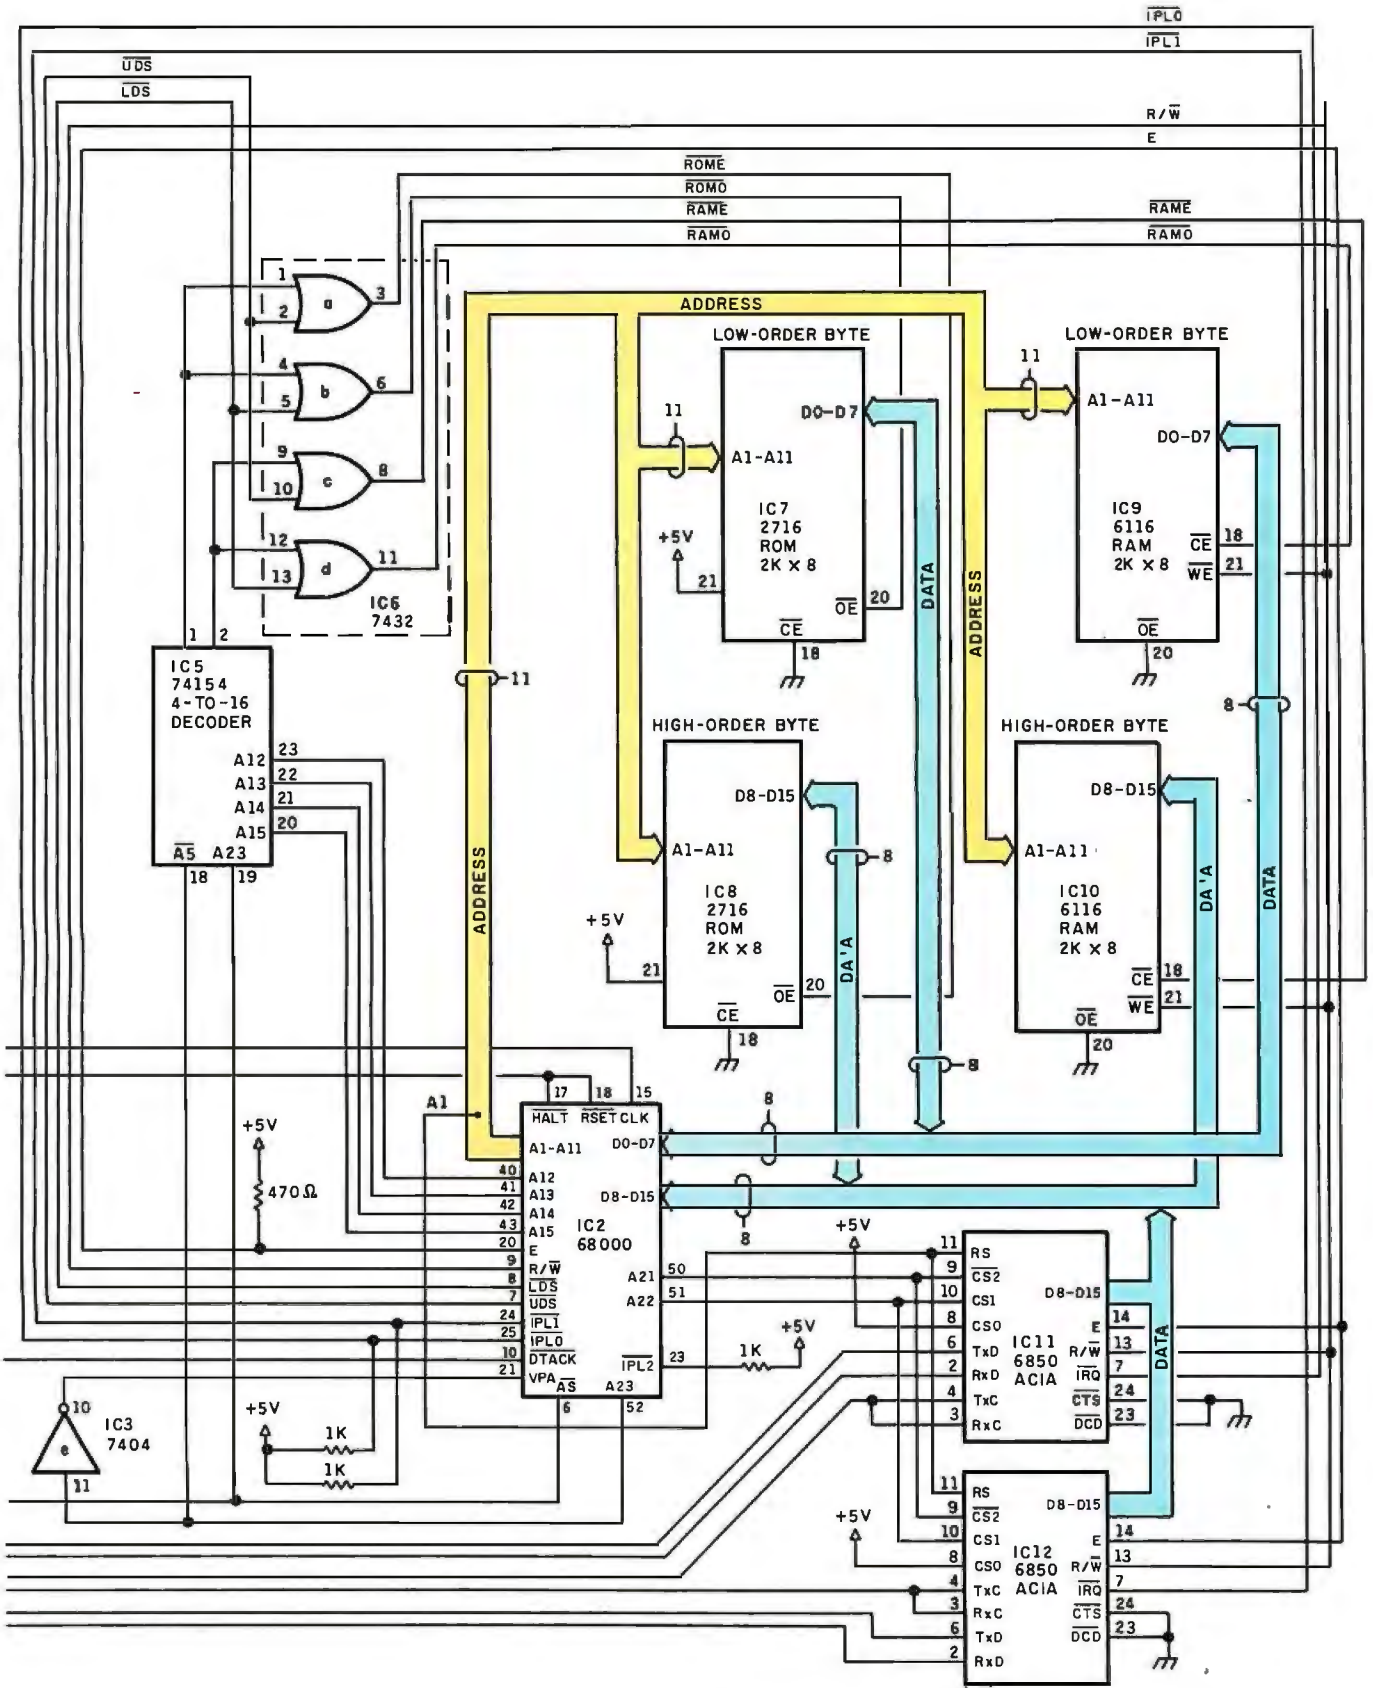 IPL0
IPL1
UDS
LDS
R/W
E
ROME
ROMO
RAME
RAME
RAMO
RAMO
1
2
a
3
4
5
b
6
9
10
c
8
12
13
d
11
IC6
7432
ADDRESS
LOW-ORDER BYTE
11
D0-D7
A1-A11
IC7
2716
ROM
2K X 8
+5V
21
OE
20
CE
18
DATA
ADDRESS
LOW-ORDER BYTE
11
A1-A11
D0-D7
IC9
6116
RAM
2K X 8
CE
18
WE
21
OE
20
8
DATA
1
2
IC5
74154
4-TO-16
DECODER
A12
23
A13
22
A14
21
A15
20
AS
A23
18
19
11
ADDRESS
HIGH-ORDER BYTE
D8-D15
A1-A11
8
IC8
2716
ROM
2K X 8
DA'A
+5V
21
OE
20
CE
18
8
HIGH-ORDER BYTE
D8-D15
A1-A11
IC10
6116
RAM
2K X 8
DA'A
CE
18
WE
21
OE
20
A1
17
18
15
HALT
RSET
CLK
A1-A11
D0-D7
8
40
A12
41
A13
D8-D15
8
42
A14
43
A15
IC2
68000
20
E
9
R/W
8
LDS
7
UDS
24
IPL1
25
IPL0
10
DTACK
21
VPA
AS
A23
6
52
A21
50
A22
51
IPL2
23
1K
+5V
+5V
470Ω
+5V
1K
1K
10
IC3
7404
e
11
+5V
11
RS
9
CS2
10
CS1
8
CS0
6
TxD
2
RxD
4
TxC
3
RxC
IC11
6850
ACIA
D8-D15
E
14
R/W
13
IRQ
7
CTS
24
DCD
23
DATA
+5V
11
RS
9
CS2
10
CS1
8
CS0
4
TxC
3
RxC
6
TxD
2
RxD
IC12
6850
ACIA
D8-D15
E
14
R/W
13
IRQ
7
CTS
24
DCD
23